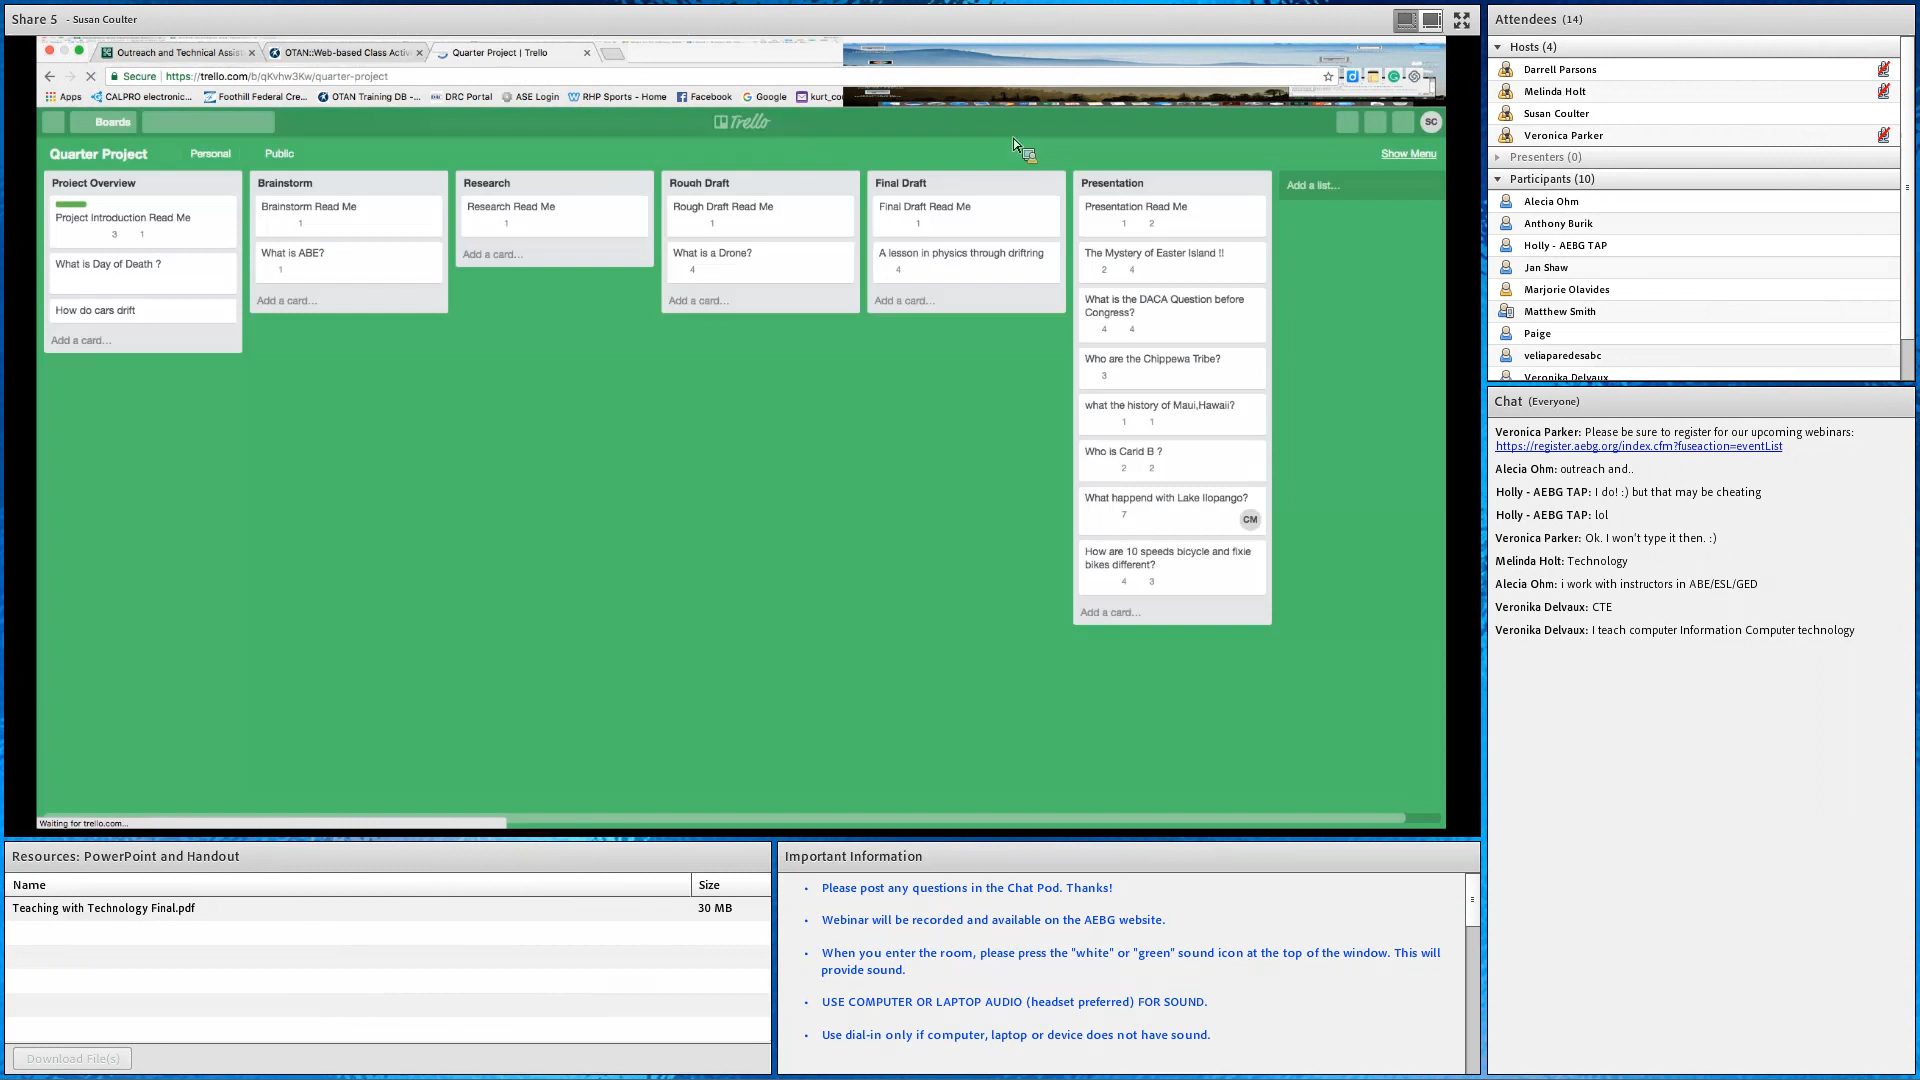 Share 5 - Susan Coulter
Outreach and Technical Assis
OTAN::Web-based Class Activi
Quarter Project | Trello
Secure https://trello.com/b/qKvhw3Kw/quarter-project
Apps CALPRO electronic... Foothill Federal Cre... OTAN Training DB -... DRC Portal ASE Login RHP Sports - Home Facebook Google kurt_co
Boards
Trello
SC
Quarter Project Personal Public Show Menu
Project Overview
Project Introduction Read Me
3 1
What is Day of Death ?
How do cars drift
Add a card...
Brainstorm
Brainstorm Read Me
1
What is ABE?
1
Add a card...
Research
Research Read Me
1
Add a card...
Rough Draft
Rough Draft Read Me
1
What is a Drone?
4
Add a card...
Final Draft
Final Draft Read Me
1
A lesson in physics through driftring
4
Add a card...
Presentation
Presentation Read Me
1 2
The Mystery of Easter Island !!
2 4
What is the DACA Question before
Congress?
4 4
Who are the Chippewa Tribe?
3
what the history of Maui,Hawaii?
1 1
Who is Carid B ?
2 2
What happend with Lake Ilopango?
7
CM
How are 10 speeds bicycle and fixie
bikes different?
4 3
Add a card...
Add a list...
Waiting for trello.com...
Attendees (14)
Hosts (4)
Darrell Parsons
Melinda Holt
Susan Coulter
Veronica Parker
Presenters (0)
Participants (10)
Alecia Ohm
Anthony Burik
Holly - AEBG TAP
Jan Shaw
Marjorie Olavides
Matthew Smith
Paige
veliaparedesabc
Veronika Delvaux
Chat (Everyone)
Veronica Parker: Please be sure to register for our upcoming webinars:
https://register.aebg.org/index.cfm?fuseaction=eventList
Alecia Ohm: outreach and..
Holly - AEBG TAP: I do! :) but that may be cheating
Holly - AEBG TAP: lol
Veronica Parker: Ok. I won't type it then. :)
Melinda Holt: Technology
Alecia Ohm: i work with instructors in ABE/ESL/GED
Veronika Delvaux: CTE
Veronika Delvaux: I teach computer Information Computer technology
Resources: PowerPoint and Handout
Name Size
Teaching with Technology Final.pdf 30 MB
Download File(s)
Important Information
• Please post any questions in the Chat Pod. Thanks!
• Webinar will be recorded and available on the AEBG website.
• When you enter the room, please press the "white" or "green" sound icon at the top of the window. This will
provide sound.
• USE COMPUTER OR LAPTOP AUDIO (headset preferred) FOR SOUND.
• Use dial-in only if computer, laptop or device does not have sound.